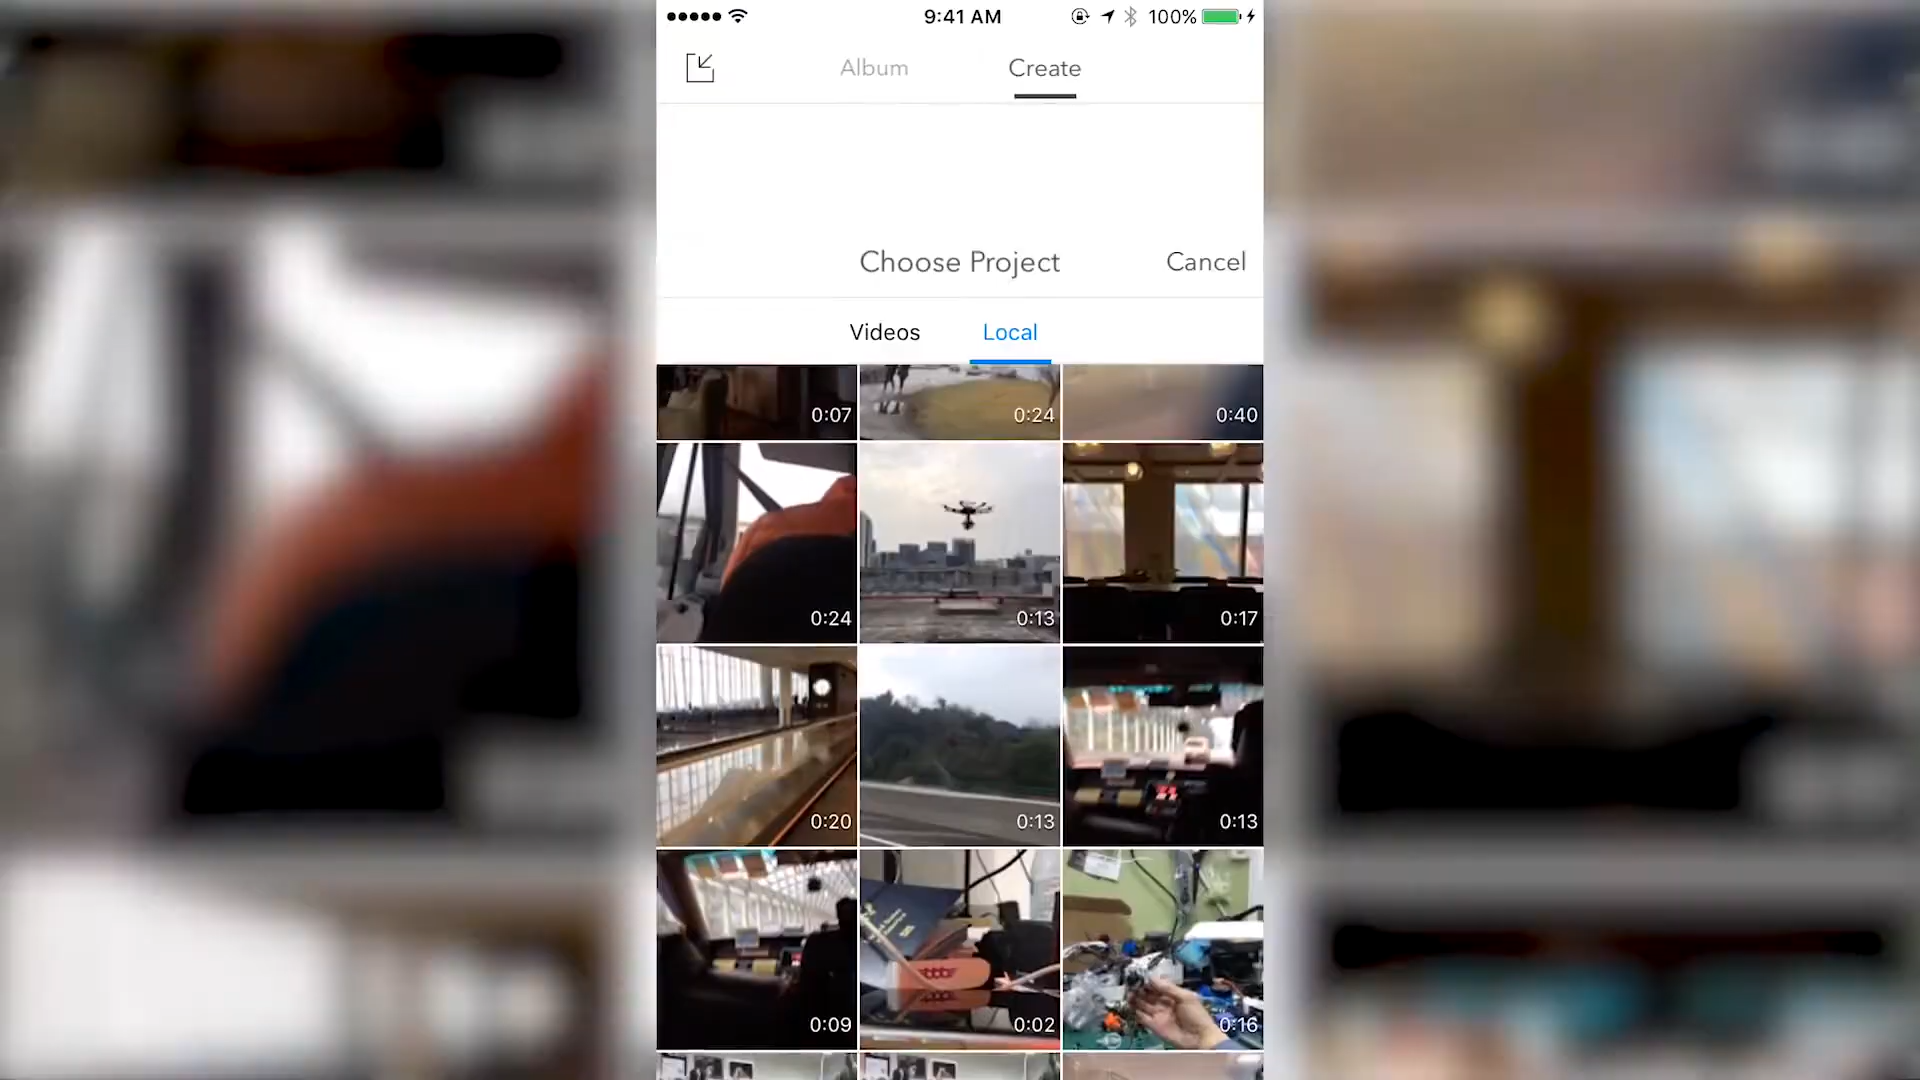 9:41 AM 100%
Album Create
Choose Project Cancel
Videos Local
0:07 0:24 0:40
0:24 0:13 0:17
0:20 0:13 0:13
0:09 0:02 0:16